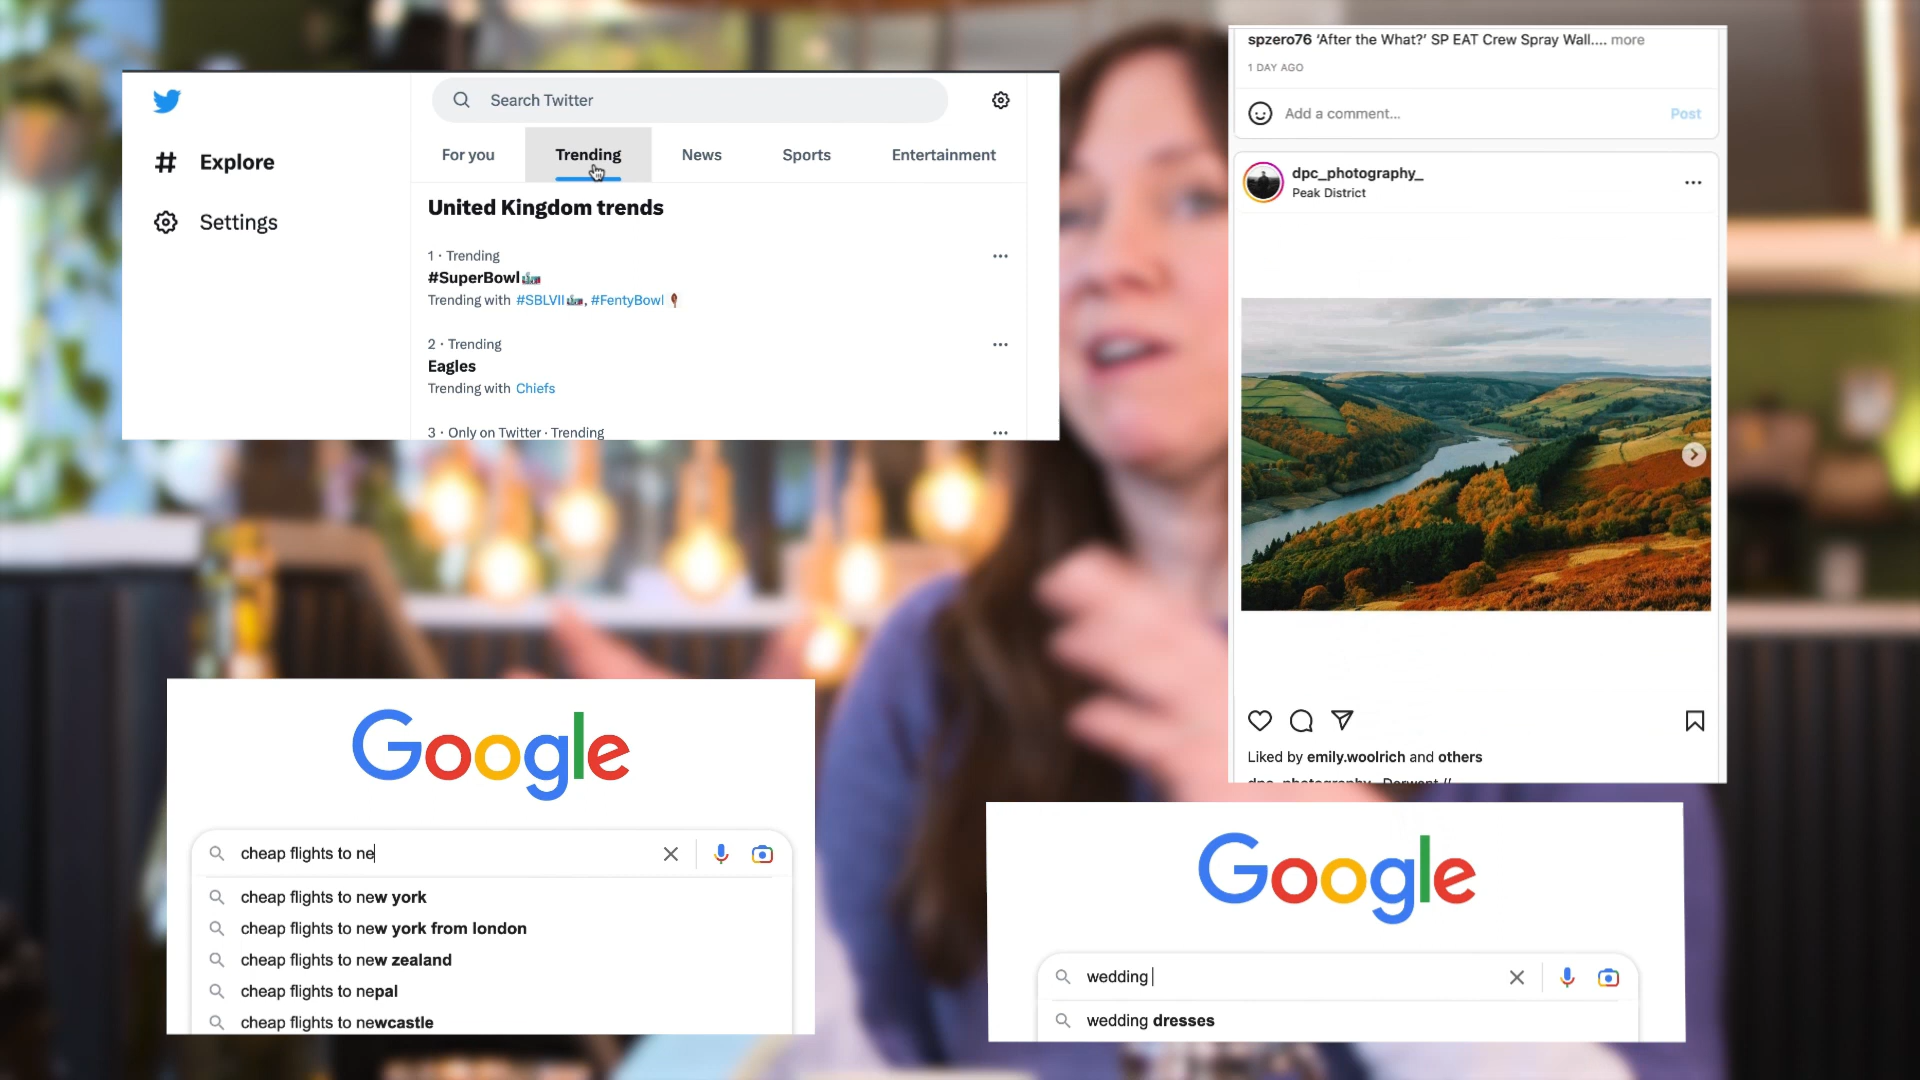 Search Twitter
Explore
Settings
For you
Trending
News
Sports
Entertainment
United Kingdom trends
1 · Trending
#SuperBowl
Trending with #SBLVII, #FentyBowl
2 · Trending
Eagles
Trending with Chiefs
3 · Only on Twitter · Trending
spzero76 ‘After the What?’ SP EAT Crew Spray Wall.... more
1 DAY AGO
Add a comment...
Post
dpc_photography_
Peak District
Liked by emily.woolrich and others
dpc_photography_ Derwent //
Google
cheap flights to ne
cheap flights to new york
cheap flights to new york from london
cheap flights to new zealand
cheap flights to nepal
cheap flights to newcastle
Google
wedding
wedding dresses